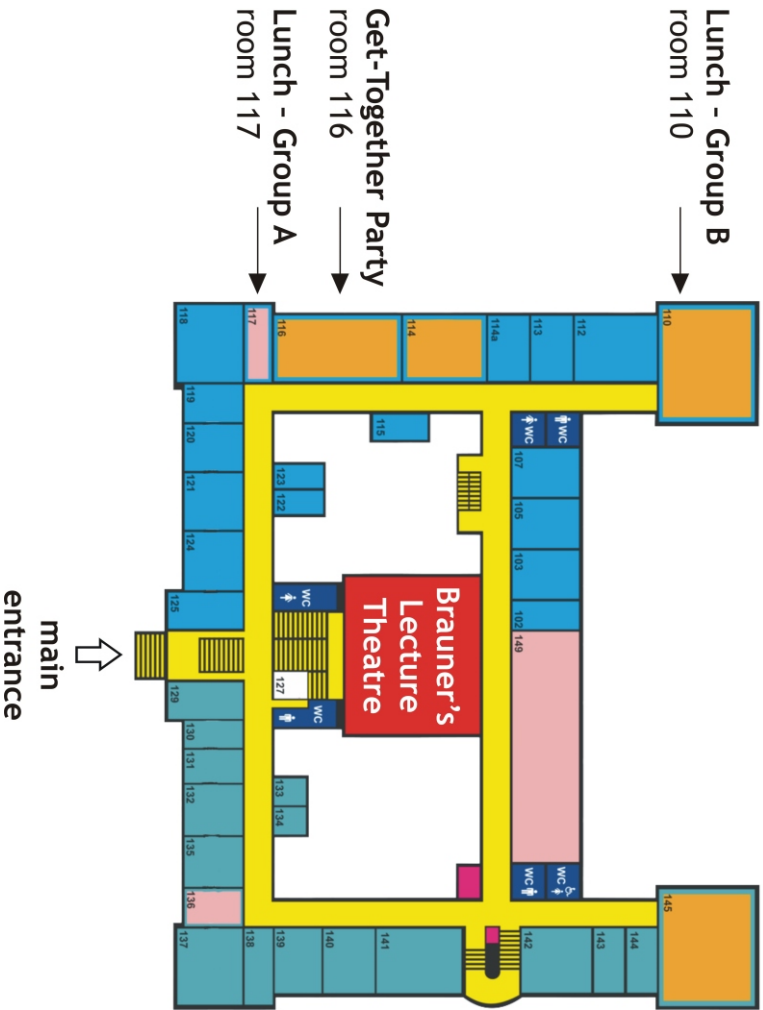 Lunch - Group B
room 110
Get-Together Party
room 116
Lunch - Group A
room 117
110
112
113
114a
114
116
117
118
WC
WC
107
105
103
102
149
WC
WC
145
144
143
142
115
Brauner's
Lecture
Theatre
141
140
139
138
137
123
122
WC
127
WC
133
134
119
120
121
124
125
129
130
131
132
135
136
main
entrance